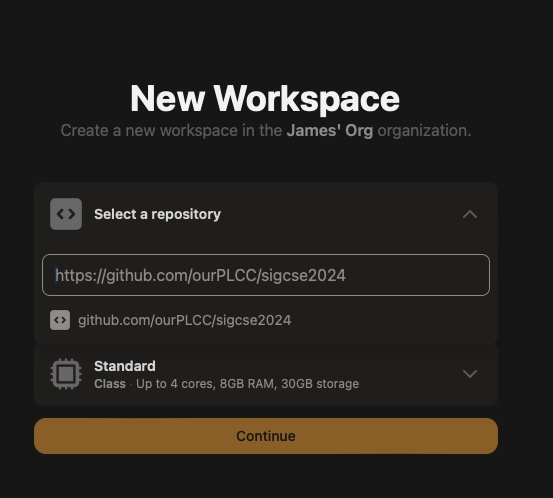 New Workspace
Create a new workspace in the James' Org organization.
Select a repository
https://github.com/ourPLCC/sigcse2024
github.com/ourPLCC/sigcse2024
Standard
Class · Up to 4 cores, 8GB RAM, 30GB storage
Continue